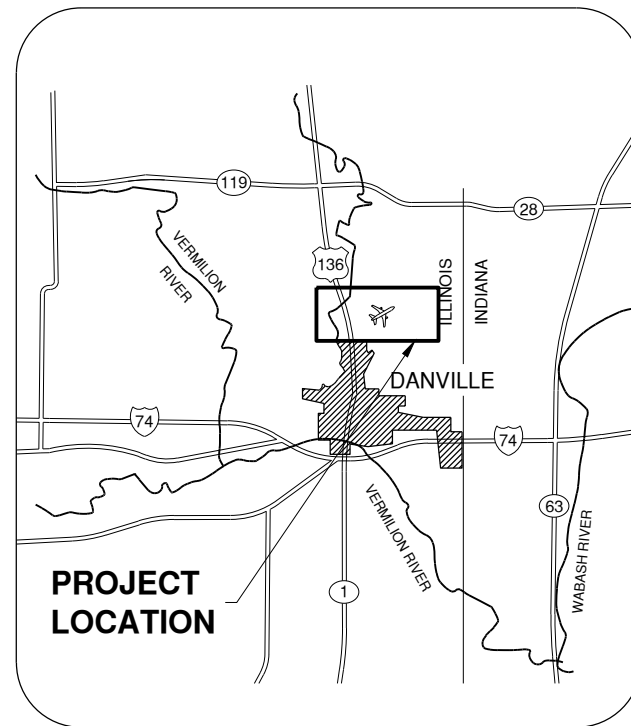 119
28
VERMILION
RIVER
136
ILLINOIS
INDIANA
DANVILLE
74
74
63
VERMILION RIVER
WABASH RIVER
PROJECT
LOCATION
1